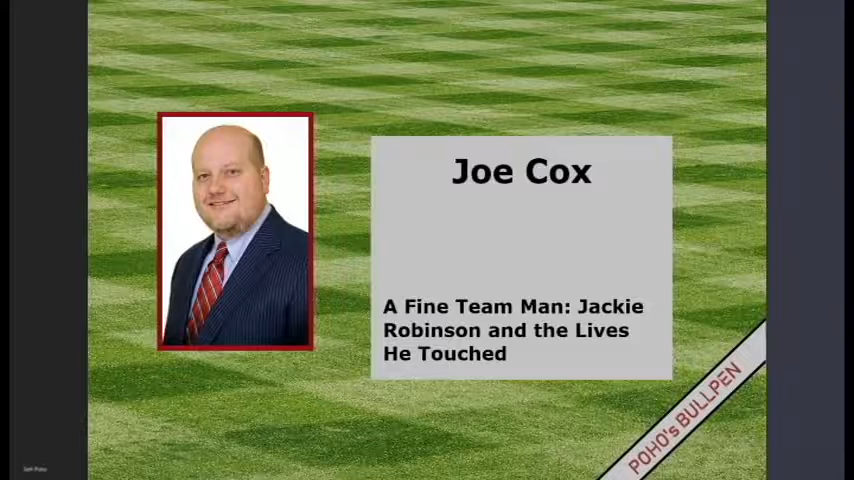 Joe Cox
A Fine Team Man: Jackie
Robinson and the Lives
He Touched
POHO's BULLPEN